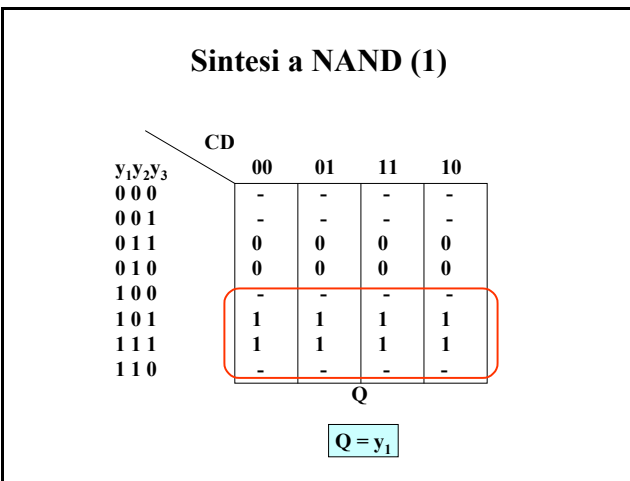 Sintesi a NAND (1)
CD
y₁y₂y₃ 00 01 11 10
0 0 0 - - - -
0 0 1 - - - -
0 1 1 0 0 0 0
0 1 0 0 0 0 0
1 0 0 - - - -
1 0 1 1 1 1 1
1 1 1 1 1 1 1
1 1 0 - - - -
Q
Q = y₁